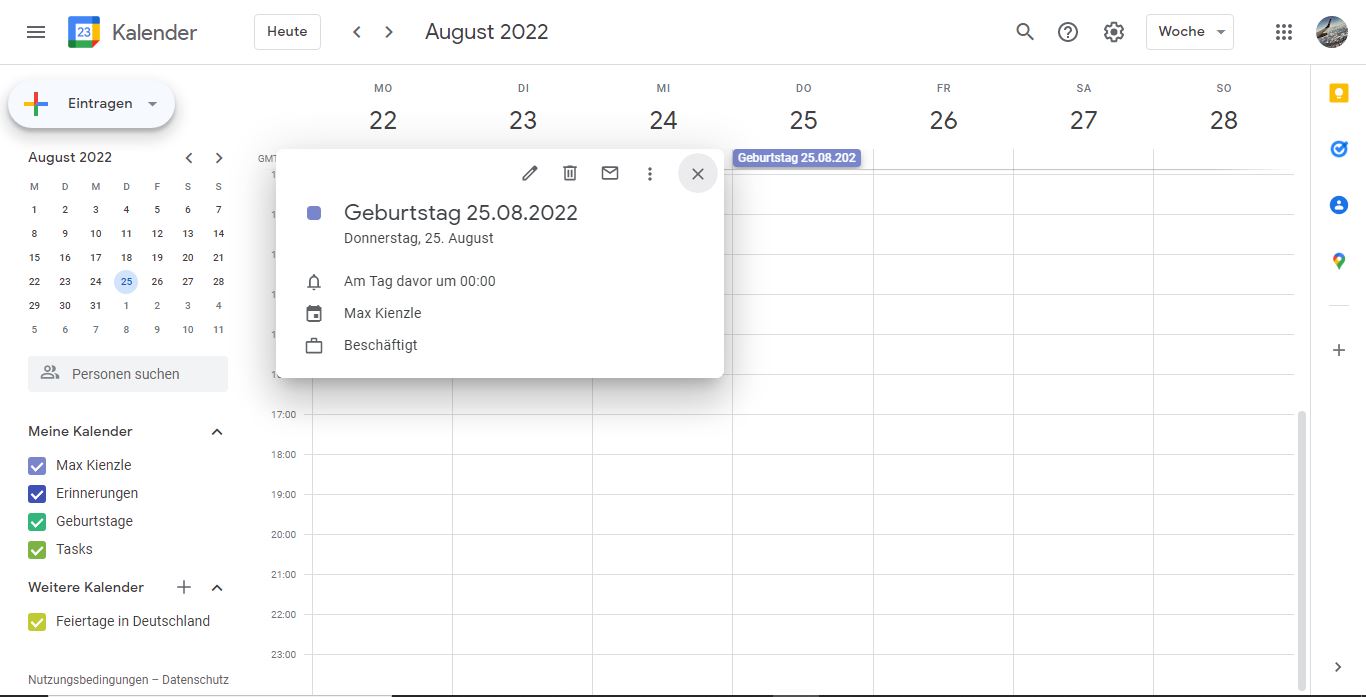 23
Kalender
Heute
August 2022
Woche
Eintragen
August 2022
M D M D F S S
1 2 3 4 5 6 7
8 9 10 11 12 13 14
15 16 17 18 19 20 21
22 23 24 25 26 27 28
29 30 31 1 2 3 4
5 6 7 8 9 10 11
Personen suchen
Meine Kalender
Max Kienzle
Erinnerungen
Geburtstage
Tasks
Weitere Kalender
Feiertage in Deutschland
Nutzungsbedingungen – Datenschutz
MO DI MI DO FR SA SO
22 23 24 25 26 27 28
GMT
Geburtstag 25.08.202
Geburtstag 25.08.2022
Donnerstag, 25. August
Am Tag davor um 00:00
Max Kienzle
Beschäftigt
17:00
18:00
19:00
20:00
21:00
22:00
23:00